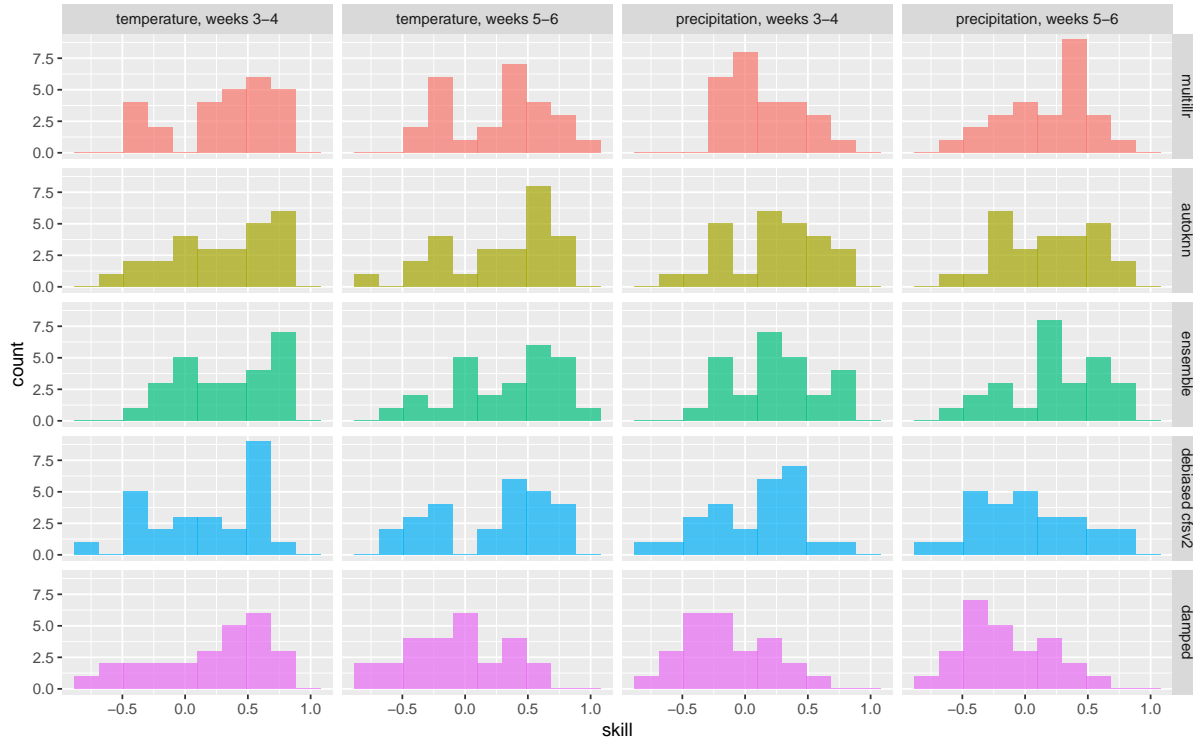 temperature, weeks 3−4
temperature, weeks 5−6
precipitation, weeks 3−4
precipitation, weeks 5−6
7.5
5.0
2.5
0.0
multillr
7.5
5.0
2.5
0.0
autoknn
7.5
5.0
2.5
0.0
ensemble
7.5
5.0
2.5
0.0
debiased cfsv2
7.5
5.0
2.5
0.0
damped
count
−0.5 0.0 0.5 1.0
−0.5 0.0 0.5 1.0
−0.5 0.0 0.5 1.0
−0.5 0.0 0.5 1.0
skill